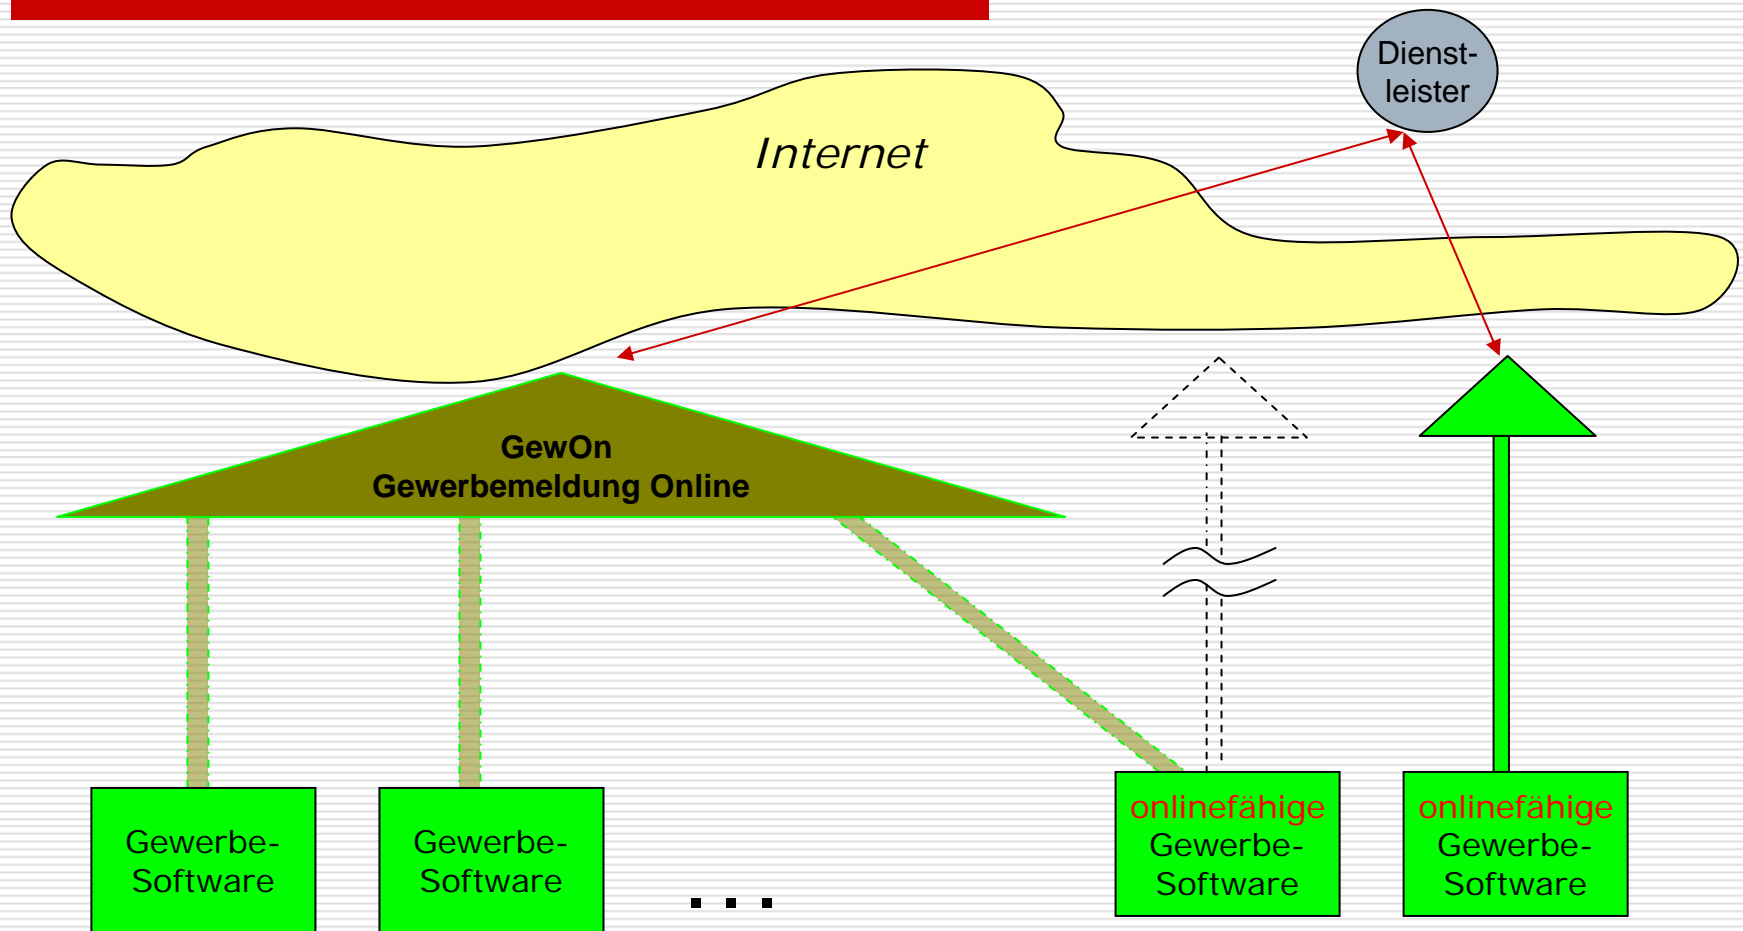 Dienst-
leister
Internet
GewOn
Gewerbemeldung Online
Gewerbe-
Software
Gewerbe-
Software
. . .
onlinefähige
Gewerbe-
Software
onlinefähige
Gewerbe-
Software